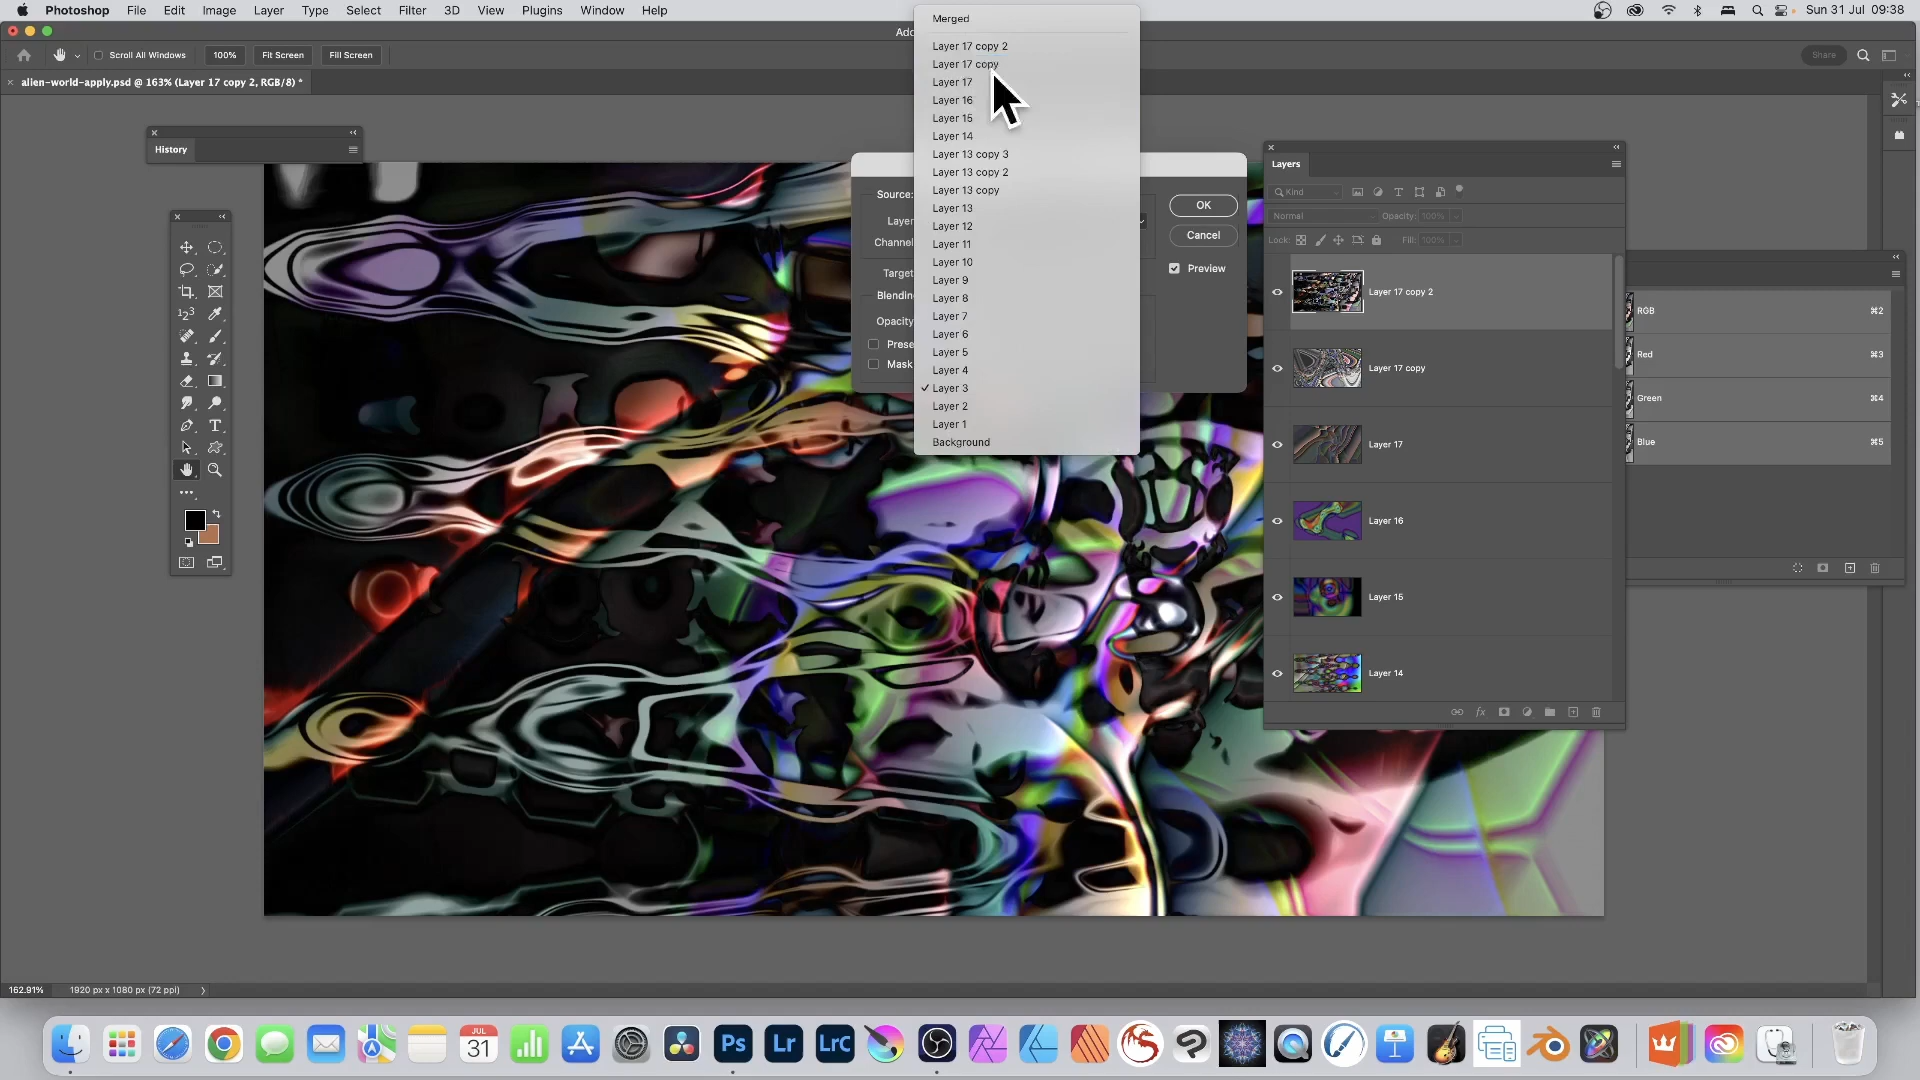 Photoshop File Edit Image Layer Type Select Filter 3D View Plugins Window Help
Sun 31 Jul 09:38
Scroll All Windows 100% Fit Screen Fill Screen
Share
alien-world-apply.psd @ 163% (Layer 17 copy 2, RGB/8) *
Merged
Layer 17 copy 2
Layer 17 copy
Layer 17
Layer 16
Layer 15
Layer 14
Layer 13 copy 3
Layer 13 copy 2
Layer 13 copy
Layer 13
Layer 12
Layer 11
Layer 10
Layer 9
Layer 8
Layer 7
Layer 6
Layer 5
Layer 4
✓ Layer 3
Layer 2
Layer 1
Background
History
Source:
Layer
Channel
Target
Blending
Opacity
Prese
Mask
OK
Cancel
Preview
Layers
Kind
Normal Opacity: 100%
Lock: Fill: 100%
Layer 17 copy 2
Layer 17 copy
Layer 17
Layer 16
Layer 15
Layer 14
RGB ⌘2
Red ⌘3
Green ⌘4
Blue ⌘5
162.91% 1920 px x 1080 px (72 ppi)
JUL
31
Ps
Lr
LrC